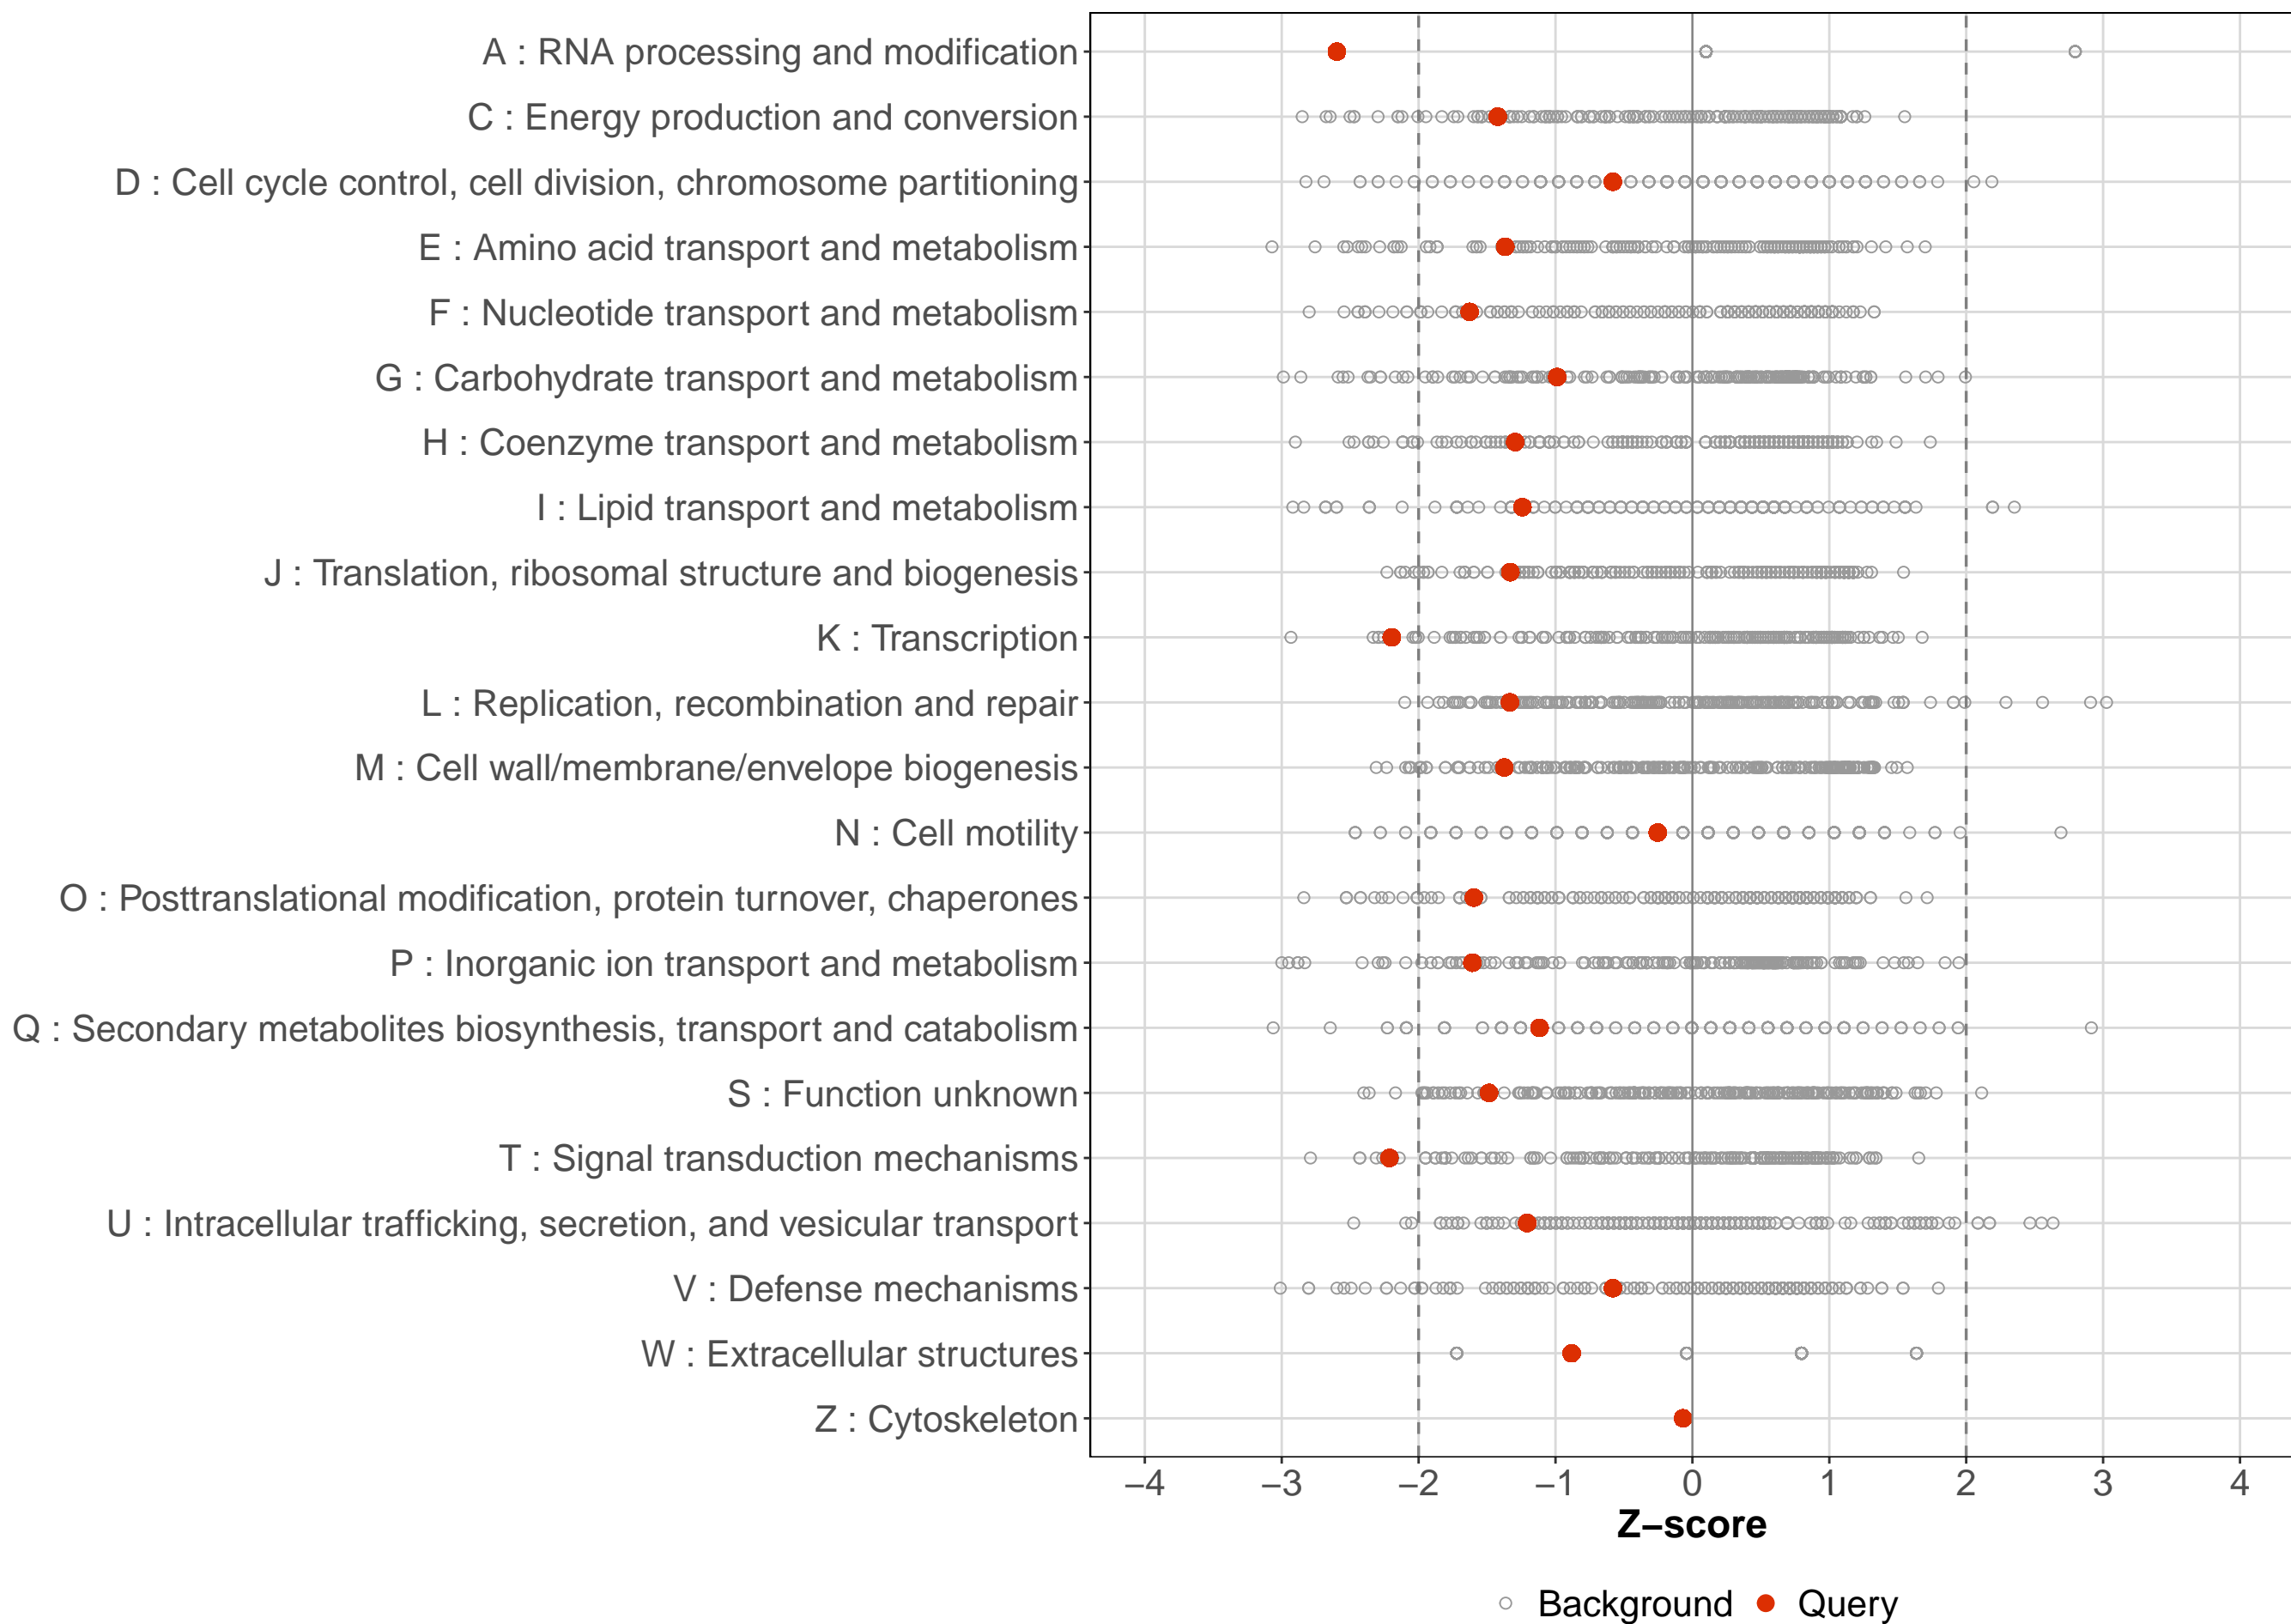 A : RNA processing and modification
C : Energy production and conversion
D : Cell cycle control, cell division, chromosome partitioning
E : Amino acid transport and metabolism
F : Nucleotide transport and metabolism
G : Carbohydrate transport and metabolism
H : Coenzyme transport and metabolism
I : Lipid transport and metabolism
J : Translation, ribosomal structure and biogenesis
K : Transcription
L : Replication, recombination and repair
M : Cell wall/membrane/envelope biogenesis
N : Cell motility
O : Posttranslational modification, protein turnover, chaperones
P : Inorganic ion transport and metabolism
Q : Secondary metabolites biosynthesis, transport and catabolism
S : Function unknown
T : Signal transduction mechanisms
U : Intracellular trafficking, secretion, and vesicular transport
V : Defense mechanisms
W : Extracellular structures
Z : Cytoskeleton
−4 −3 −2 −1 0 1 2 3 4
Z−score
Background Query